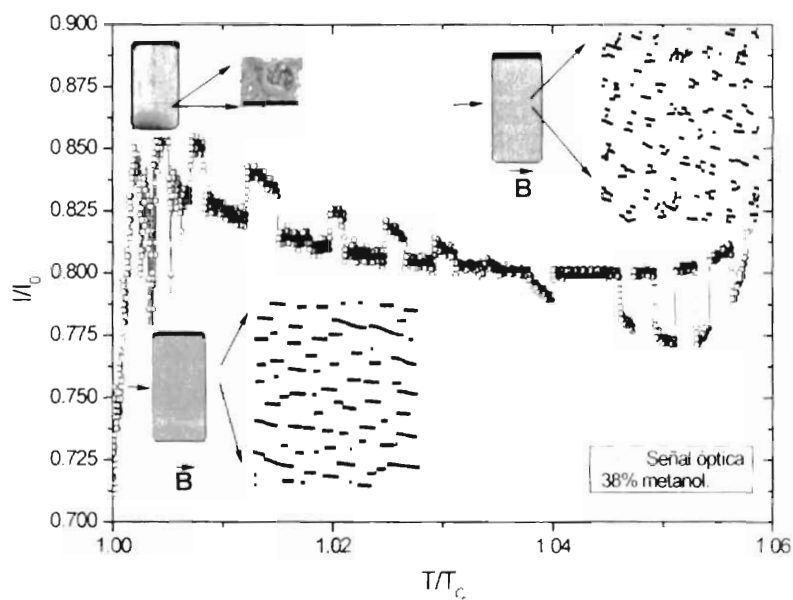 0.900
0.875
0.850
0.825
0.800
0.775
0.750
0.725
0.700
I/I₀
B
B
Señal óptica
38% metanol.
1.00
1.02
1 04
1 06
T/T꜀